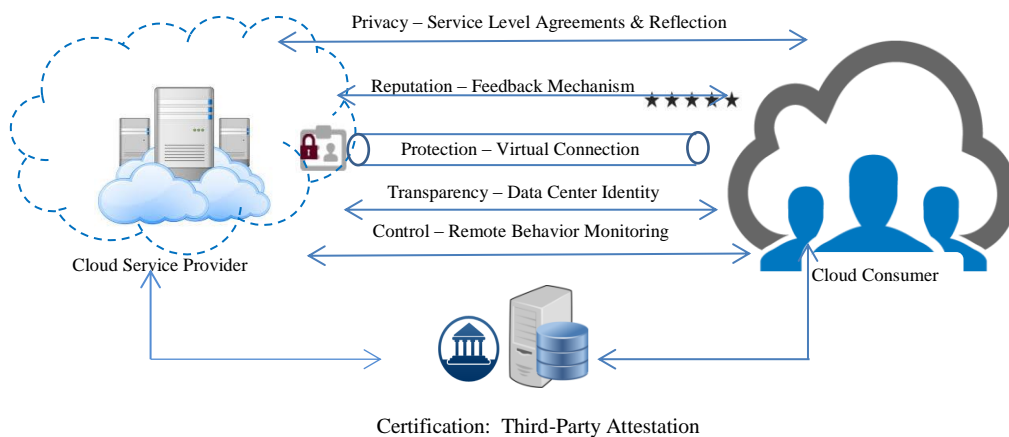 Privacy – Service Level Agreements & Reflection
Reputation – Feedback Mechanism
Protection – Virtual Connection
Transparency – Data Center Identity
Control – Remote Behavior Monitoring
Cloud Service Provider
Cloud Consumer
Certification: Third-Party Attestation